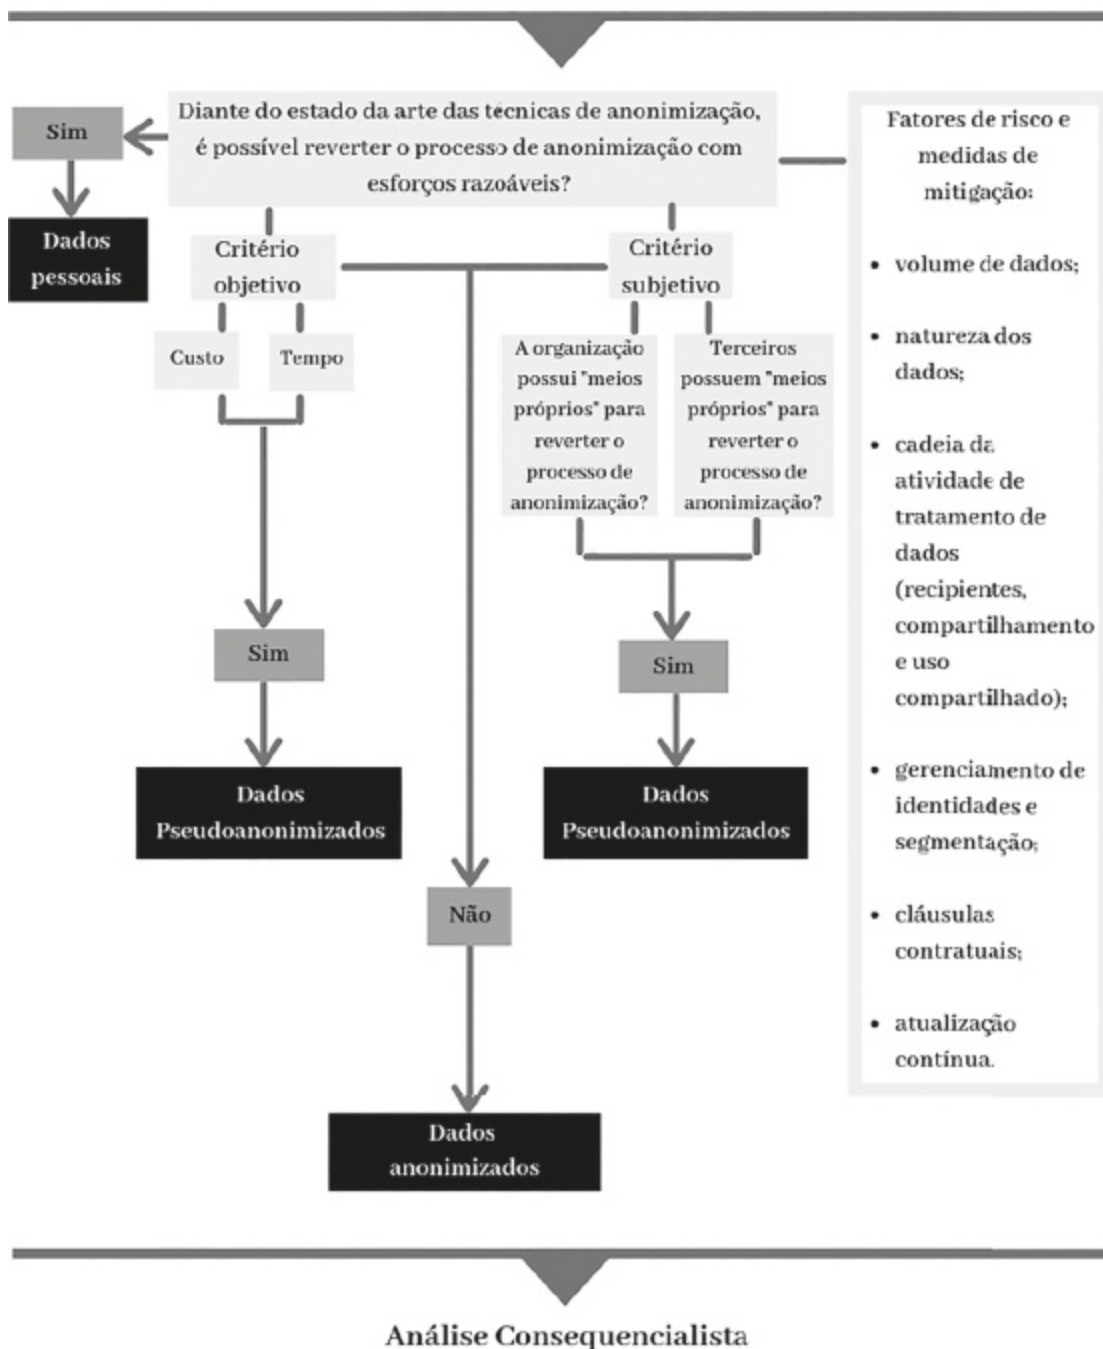 Diante do estado da arte das técnicas de anonimização,
é possível reverter o processo de anonimização com
esforços razoáveis?
Sim
Dados
pessoais
Critério
objetivo
Custo
Tempo
Sim
Dados
Pseudoanonimizados
Critério
subjetivo
A organização
possui "meios
próprios" para
reverter o
processo de
anonimização?
Terceiros
possuem "meios
próprios" para
reverter o
processo de
anonimização?
Sim
Dados
Pseudoanonimizados
Não
Dados
anonimizados
Fatores de risco e
medidas de
mitigação:
• volume de dados;
• natureza dos
dados;
• cadeia da
atividade de
tratamento de
dados
(recipientes,
compartilhamento
e uso
compartilhado);
• gerenciamento de
identidades e
segmentação;
• cláusulas
contratuais;
• atualização
contínua.
Análise Consequencialista